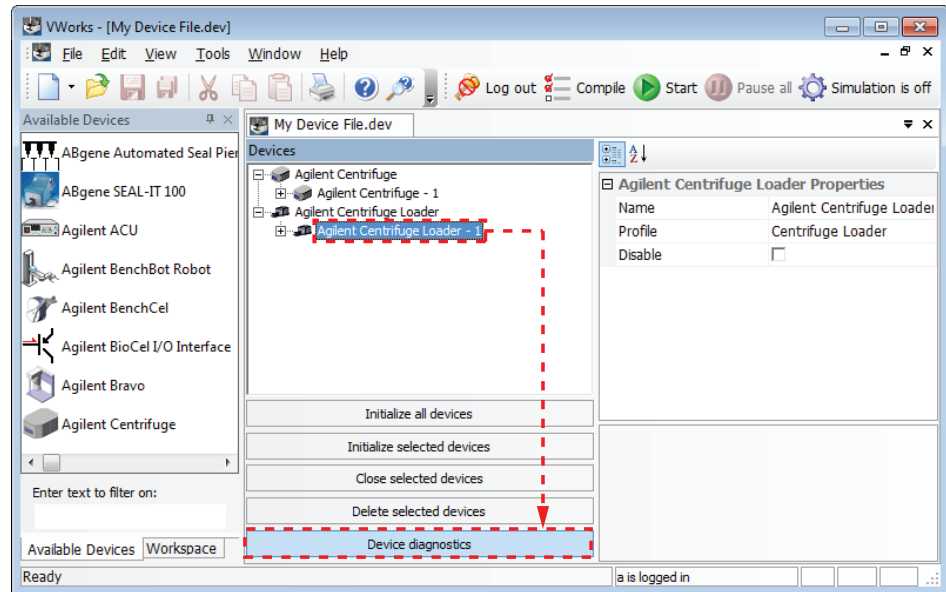 VWorks - [My Device File.dev]
File Edit View Tools Window Help
Log out Compile Start Pause all Simulation is off
Available Devices
ABgene Automated Seal Pier
ABgene SEAL-IT 100
Agilent ACU
Agilent BenchBot Robot
Agilent BenchCel
Agilent BioCel I/O Interface
Agilent Bravo
Agilent Centrifuge
Enter text to filter on:
Available Devices Workspace
My Device File.dev
Devices
Agilent Centrifuge
Agilent Centrifuge - 1
Agilent Centrifuge Loader
Agilent Centrifuge Loader - 1
Initialize all devices
Initialize selected devices
Close selected devices
Delete selected devices
Device diagnostics
Agilent Centrifuge Loader Properties
Name Agilent Centrifuge Loader
Profile Centrifuge Loader
Disable
Ready
a is logged in